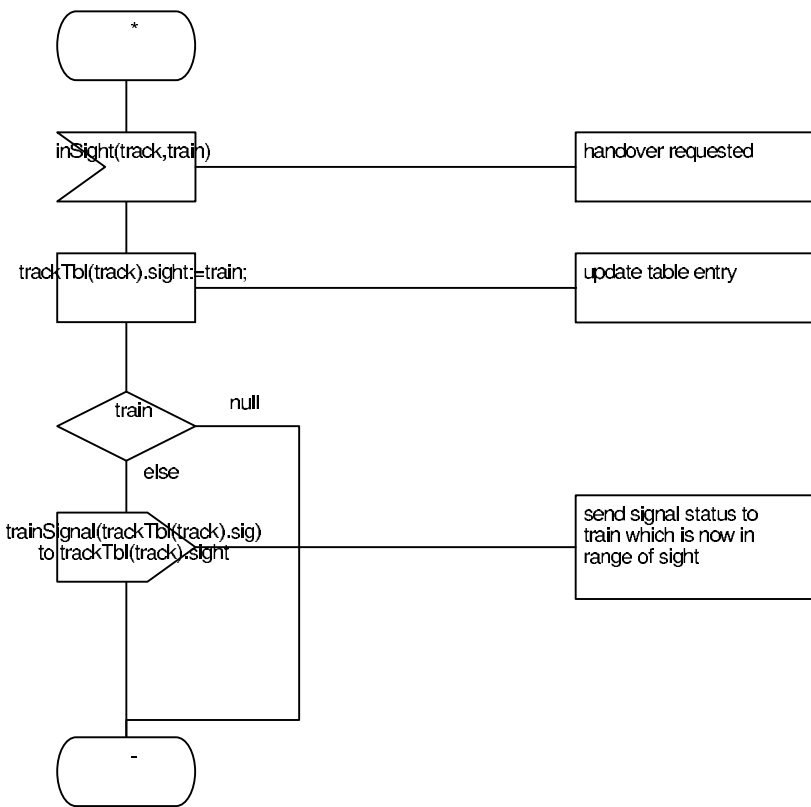 *
inSight(track,train)
handover requested
trackTbl(track).sight:=train;
update table entry
train
null
else
trainSignal(trackTbl(track).sig)
to trackTbl(track).sight
send signal status to
train which is now in
range of sight
-